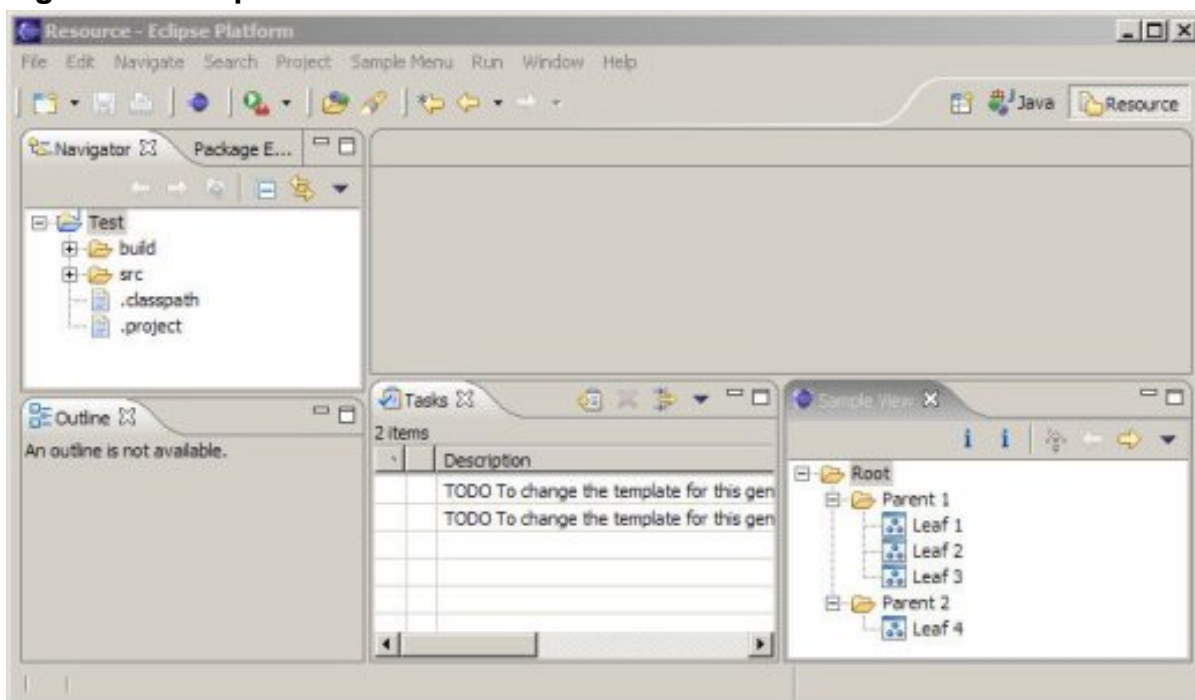 Resource - Eclipse Platform
File Edit Navigate Search Project Sample Menu Run Window Help
Java Resource
Navigator Package E...
Test
build
src
.classpath
.project
Outline
An outline is not available.
Tasks
2 items
Description
TODO To change the template for this gen
TODO To change the template for this gen
Sample View
Root
Parent 1
Leaf 1
Leaf 2
Leaf 3
Parent 2
Leaf 4